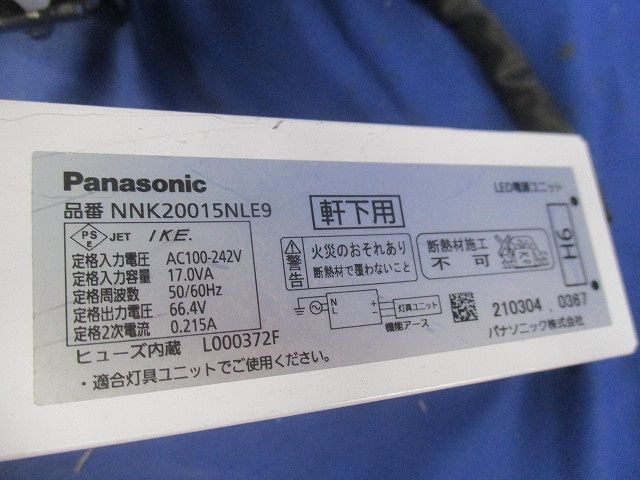 Panasonic
LED電源ユニット
品番 NNK20015NLE9
軒下用
PS E JET IKE.
定格入力電圧 AC100-242V
定格入力容量 17.0VA
定格周波数 50/60Hz
定格出力電圧 66.4V
定格2次電流 0.215A
ヒューズ内蔵 L000372F
・適合灯具ユニットでご使用ください。
警告
火災のおそれあり
断熱材で覆わないこと
断熱材施工
不可
N
L
+
−
灯具ユニット
機能アース
H6
210304 0367
パナソニック株式会社